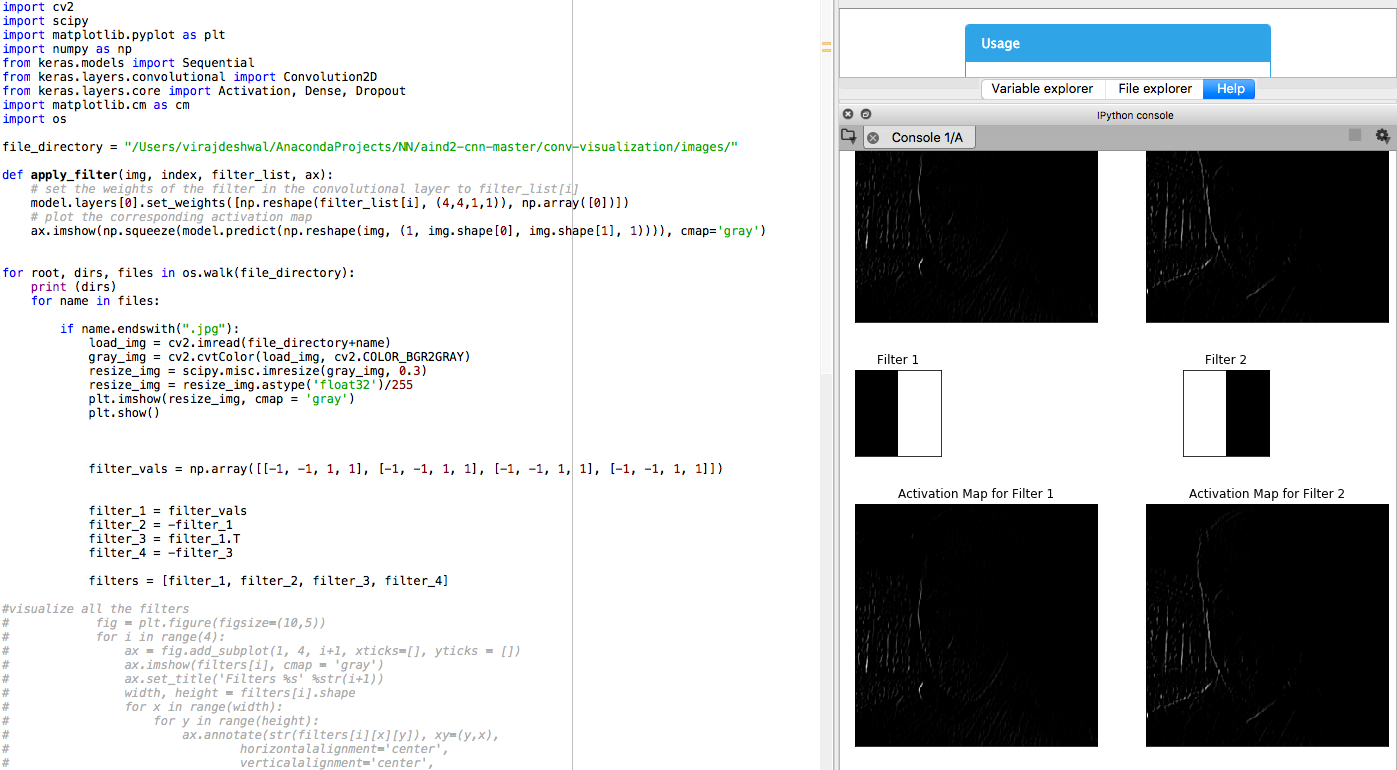 import cv2
import scipy
import matplotlib.pyplot as plt
import numpy as np
from keras.models import Sequential
from keras.layers.convolutional import Convolution2D
from keras.layers.core import Activation, Dense, Dropout
import matplotlib.cm as cm
import os
file_directory = "/Users/virajdeshwal/AnacondaProjects/NN/aind2-cnn-master/conv-visualization/images/"
def apply_filter(img, index, filter_list, ax):
    # set the weights of the filter in the convolutional layer to filter_list[i]
    model.layers[0].set_weights([np.reshape(filter_list[i], (4,4,1,1)), np.array([0])])
    # plot the corresponding activation map
    ax.imshow(np.squeeze(model.predict(np.reshape(img, (1, img.shape[0], img.shape[1], 1)))), cmap='gray')
for root, dirs, files in os.walk(file_directory):
    print (dirs)
    for name in files:
        if name.endswith(".jpg"):
            load_img = cv2.imread(file_directory+name)
            gray_img = cv2.cvtColor(load_img, cv2.COLOR_BGR2GRAY)
            resize_img = scipy.misc.imresize(gray_img, 0.3)
            resize_img = resize_img.astype('float32')/255
            plt.imshow(resize_img, cmap = 'gray')
            plt.show()
            filter_vals = np.array([[-1, -1, 1, 1], [-1, -1, 1, 1], [-1, -1, 1, 1], [-1, -1, 1, 1]])
            filter_1 = filter_vals
            filter_2 = -filter_1
            filter_3 = filter_1.T
            filter_4 = -filter_3
            filters = [filter_1, filter_2, filter_3, filter_4]
#visualize all the filters
#            fig = plt.figure(figsize=(10,5))
#            for i in range(4):
#                ax = fig.add_subplot(1, 4, i+1, xticks=[], yticks = [])
#                ax.imshow(filters[i], cmap = 'gray')
#                ax.set_title('Filters %s' %str(i+1))
#                width, height = filters[i].shape
#                for x in range(width):
#                    for y in range(height):
#                        ax.annotate(str(filters[i][x][y]), xy=(y,x),
#                                horizontalalignment='center',
#                                verticalalignment='center',
Usage
Variable explorer
File explorer
Help
IPython console
Console 1/A
Filter 1
Filter 2
Activation Map for Filter 1
Activation Map for Filter 2